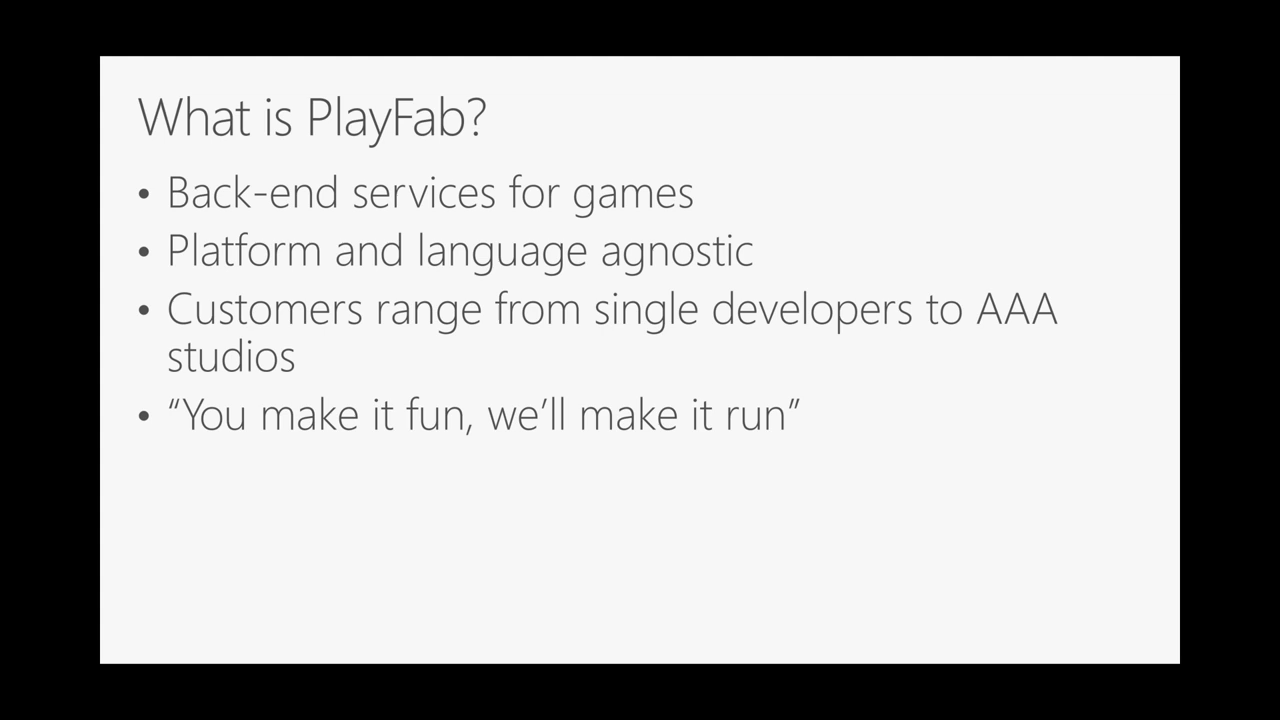 What is PlayFab?
• Back-end services for games
• Platform and language agnostic
• Customers range from single developers to AAA
studios
• “You make it fun, we’ll make it run”